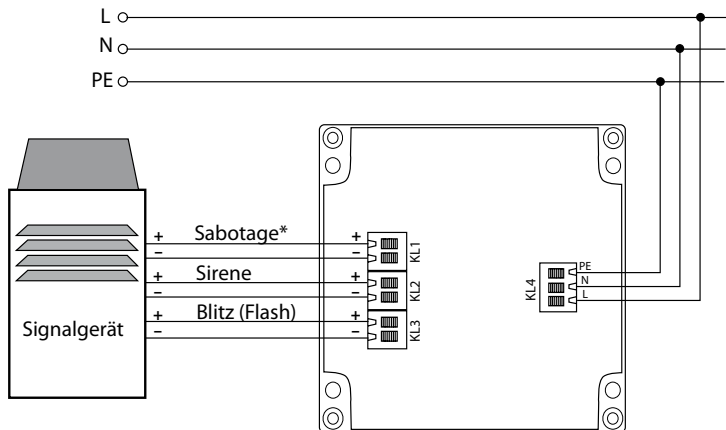 L
N
PE
+ Sabotage* +
– –
KL1
+ Sirene +
– –
KL2
+ Blitz (Flash) +
– –
KL3
Signalgerät
KL4
PE
N
L